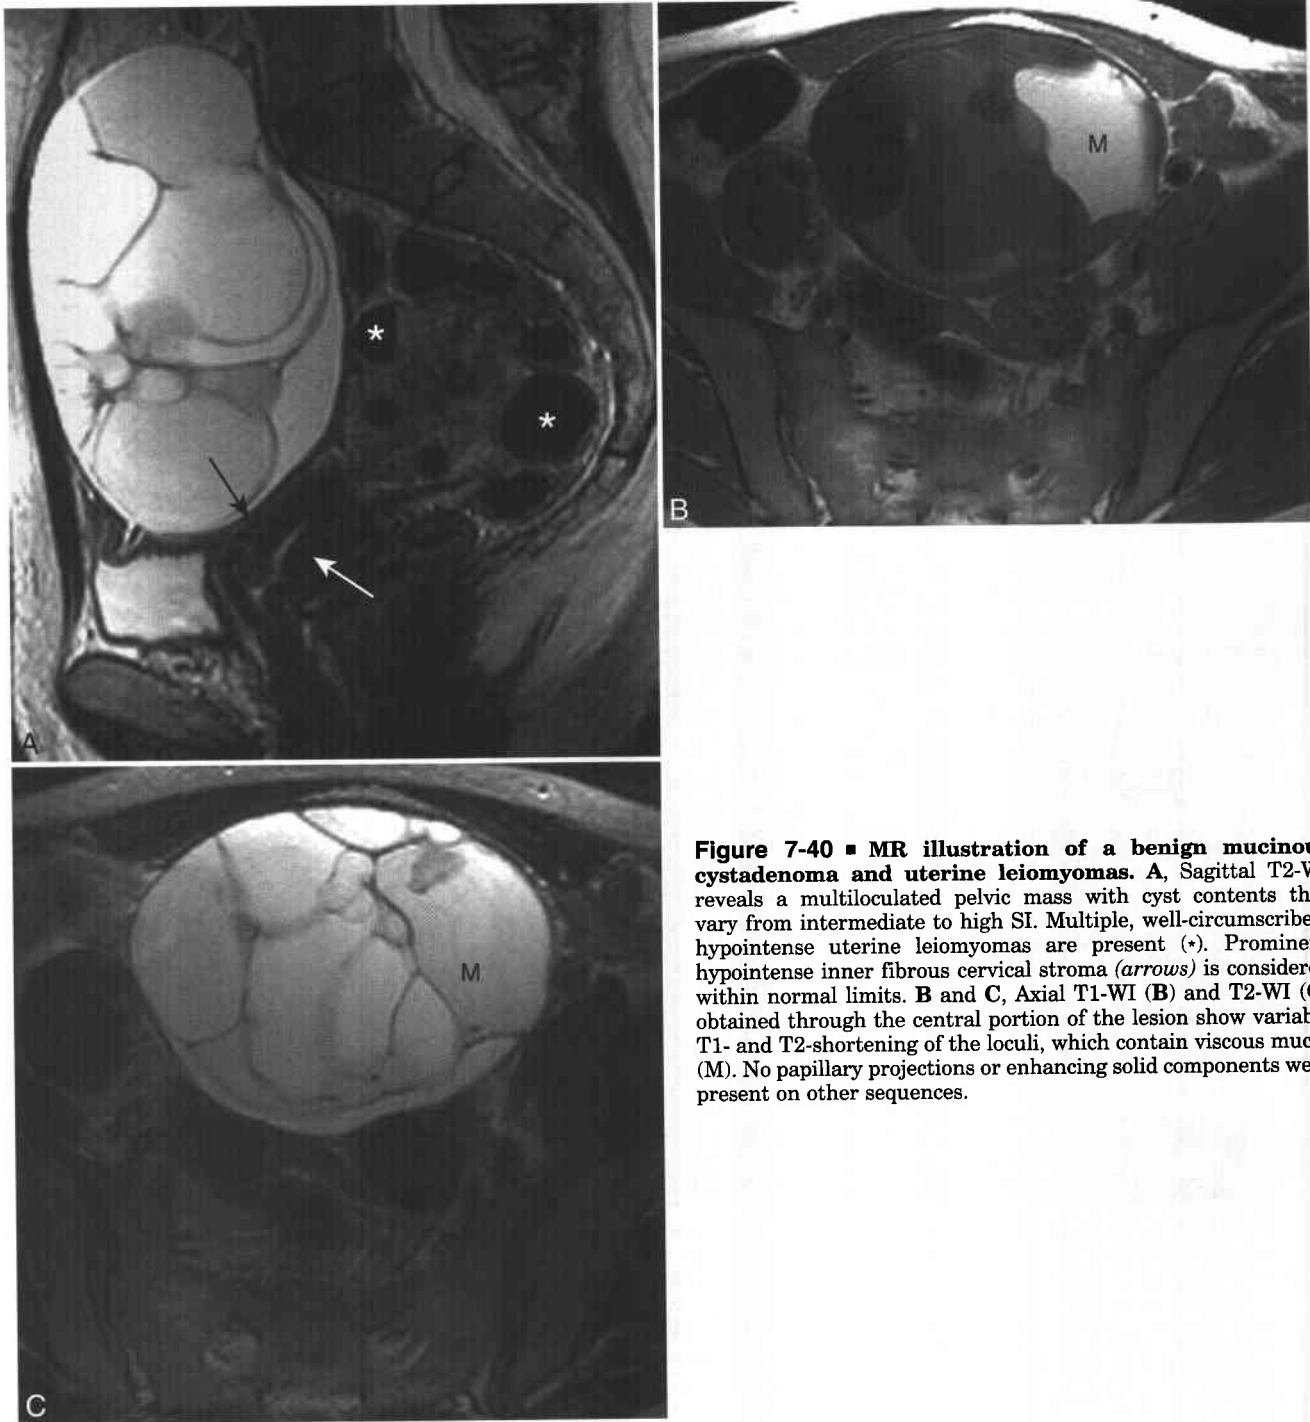 *
*
A
M
B
M
C
Figure 7-40 ■ MR illustration of a benign mucinou
cystadenoma and uterine leiomyomas. A, Sagittal T2-W
reveals a multiloculated pelvic mass with cyst contents th
vary from intermediate to high SI. Multiple, well-circumscribe
hypointense uterine leiomyomas are present (*). Promine
hypointense inner fibrous cervical stroma (arrows) is consider
within normal limits. B and C, Axial T1-WI (B) and T2-WI (
obtained through the central portion of the lesion show variab
T1- and T2-shortening of the loculi, which contain viscous muc
(M). No papillary projections or enhancing solid components we
present on other sequences.